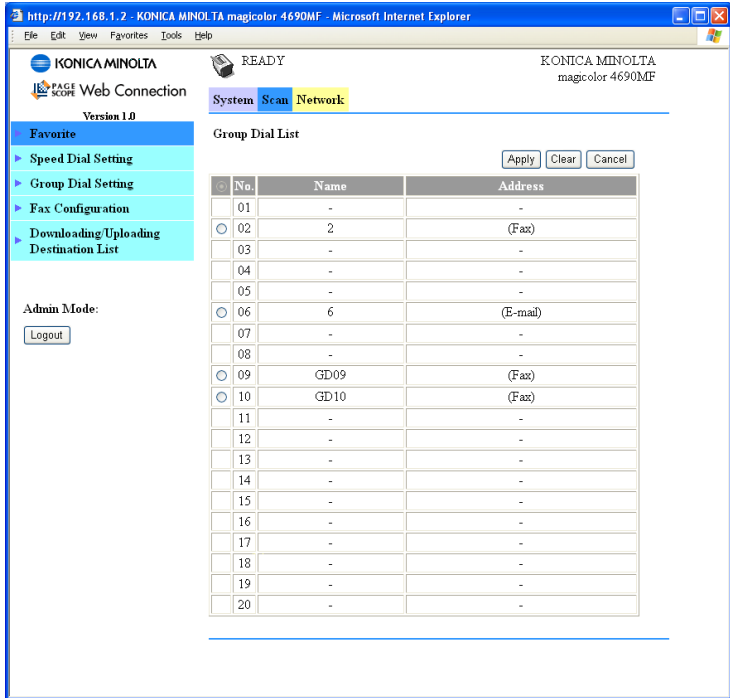 http://192.168.1.2 - KONICA MINOLTA magicolor 4690MF - Microsoft Internet Explorer
File Edit View Favorites Tools Help
KONICA MINOLTA
PAGE SCOPE Web Connection
Version 1.0
READY
KONICA MINOLTA
magicolor 4690MF
System Scan Network
Favorite
Speed Dial Setting
Group Dial Setting
Fax Configuration
Downloading/Uploading
Destination List
Admin Mode:
Logout
Group Dial List
Apply Clear Cancel
No. Name Address
01 - -
02 2 (Fax)
03 - -
04 - -
05 - -
06 6 (E-mail)
07 - -
08 - -
09 GD09 (Fax)
10 GD10 (Fax)
11 - -
12 - -
13 - -
14 - -
15 - -
16 - -
17 - -
18 - -
19 - -
20 - -